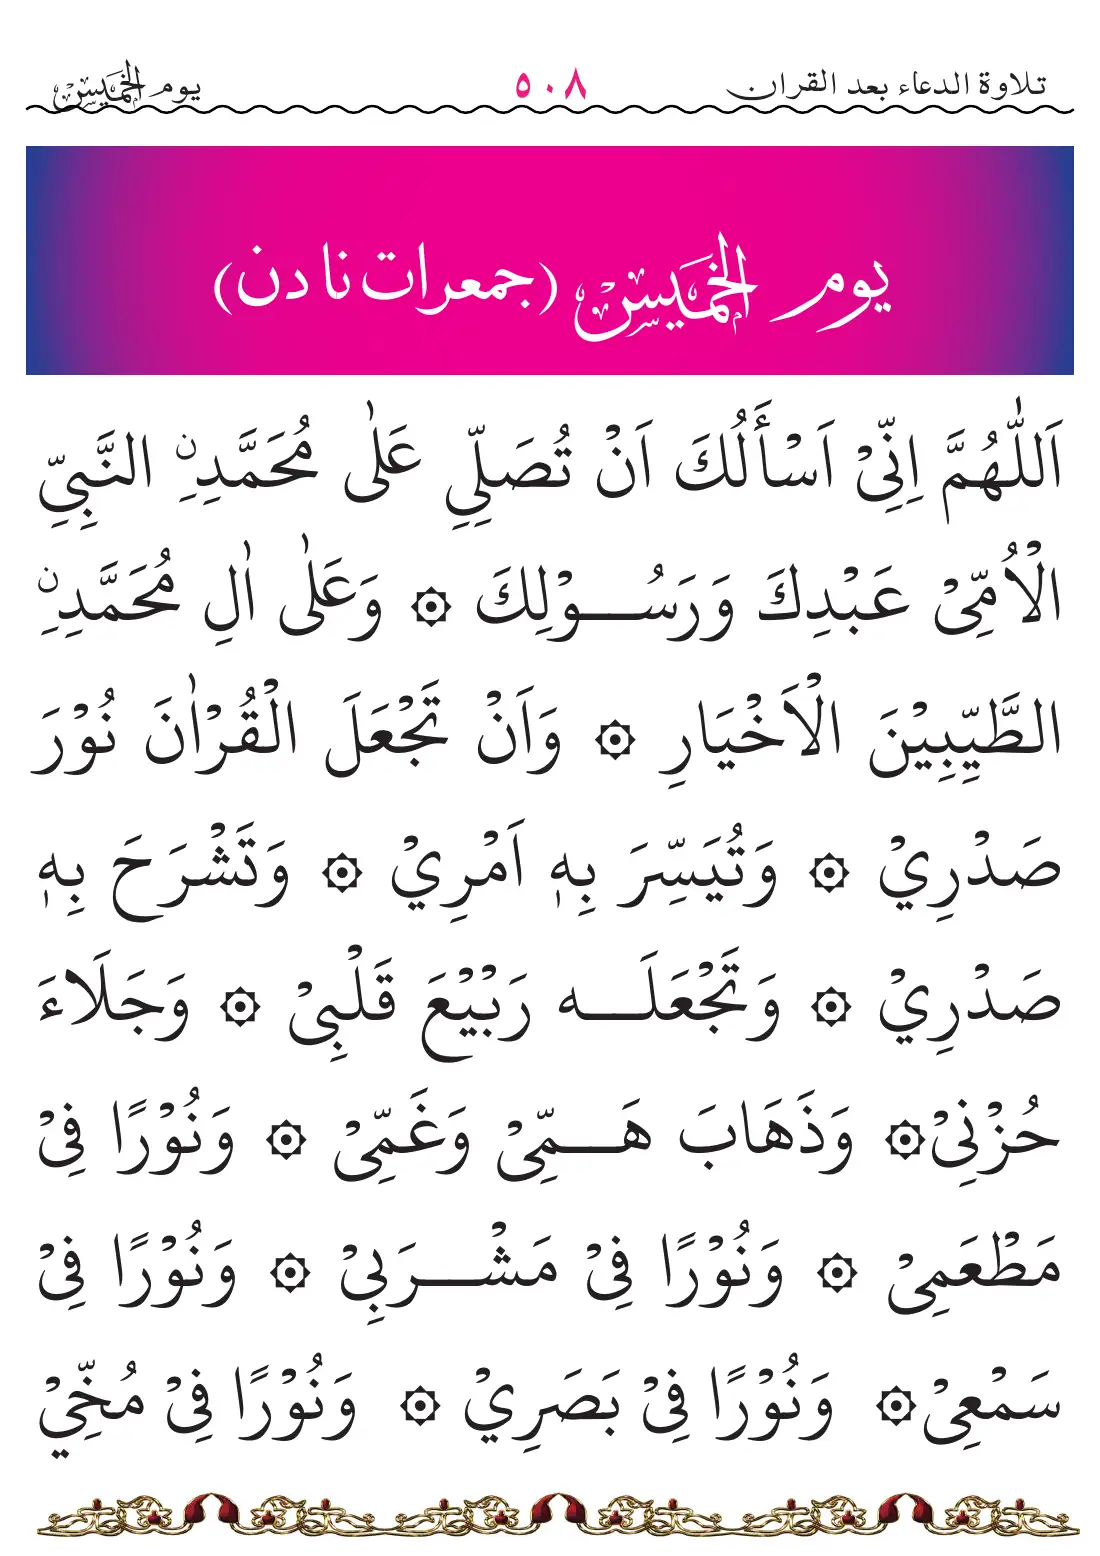 تلاوة الدعاء بعد القران ٥٠٨ يوم الخميس
يوم الخميس (جمعرات نا دن)
اَللّٰهُمَّ اِنِّيْ اَسْأَلُكَ اَنْ تُصَلِّيِ عَلٰى مُحَمَّدِنِ النَّبِيِّ
الْاُمِّيْ عَبْدِكَ وَرَسُوْلِكَ ۞ وَعَلٰى اٰلِ مُحَمَّدِنِ
الطَّيِّبِيْنَ الْاَخْيَارِ ۞ وَاَنْ تَجْعَلَ الْقُرْاٰنَ نُوْرَ
صَدْرِيْ ۞ وَتُيَسِّرَ بِهٖ اَمْرِيْ ۞ وَتَشْرَحَ بِهٖ
صَدْرِيْ ۞ وَتَجْعَلَه رَبْيْعَ قَلْبِيْ ۞ وَجَلَاءَ
حُزْنِيْ۞ وَذَهَابَ هَمِّيْ وَغَمِّيْ ۞ وَنُوْرًا فِيْ
مَطْعَمِيْ ۞ وَنُوْرًا فِيْ مَشْرَبِيْ ۞ وَنُوْرًا فِيْ
سَمْعِيْ۞ وَنُوْرًا فِيْ بَصَرِيْ ۞ وَنُوْرًا فِيْ مُخِّيْ